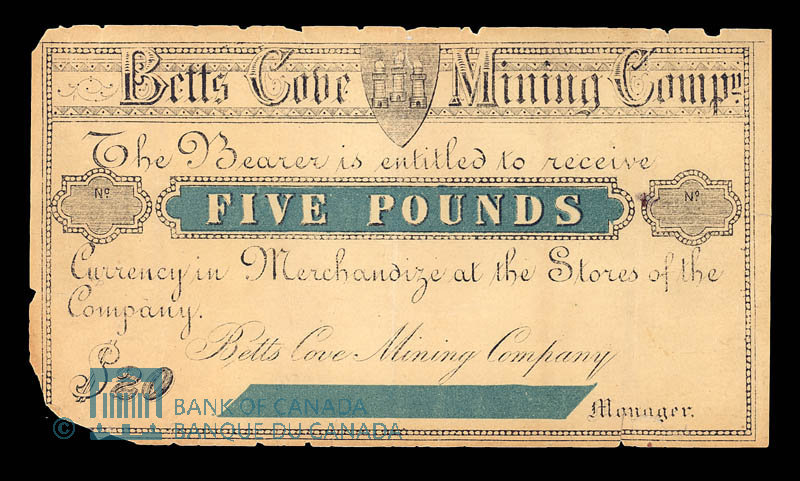 Betts Cove Mining Compy.
The Bearer is entitled to receive
No. No.
FIVE POUNDS
Currency in Merchandize at the Stores of the
Company.
Betts Cove Mining Company
$20
Manager.
© BANK OF CANADA
BANQUE DU CANADA